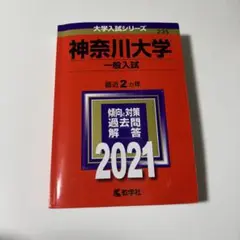 大学入試シリーズ
235
神奈川大学
一般入試
最近2カ年
傾向と対策
過去問
解答
2021
教学社